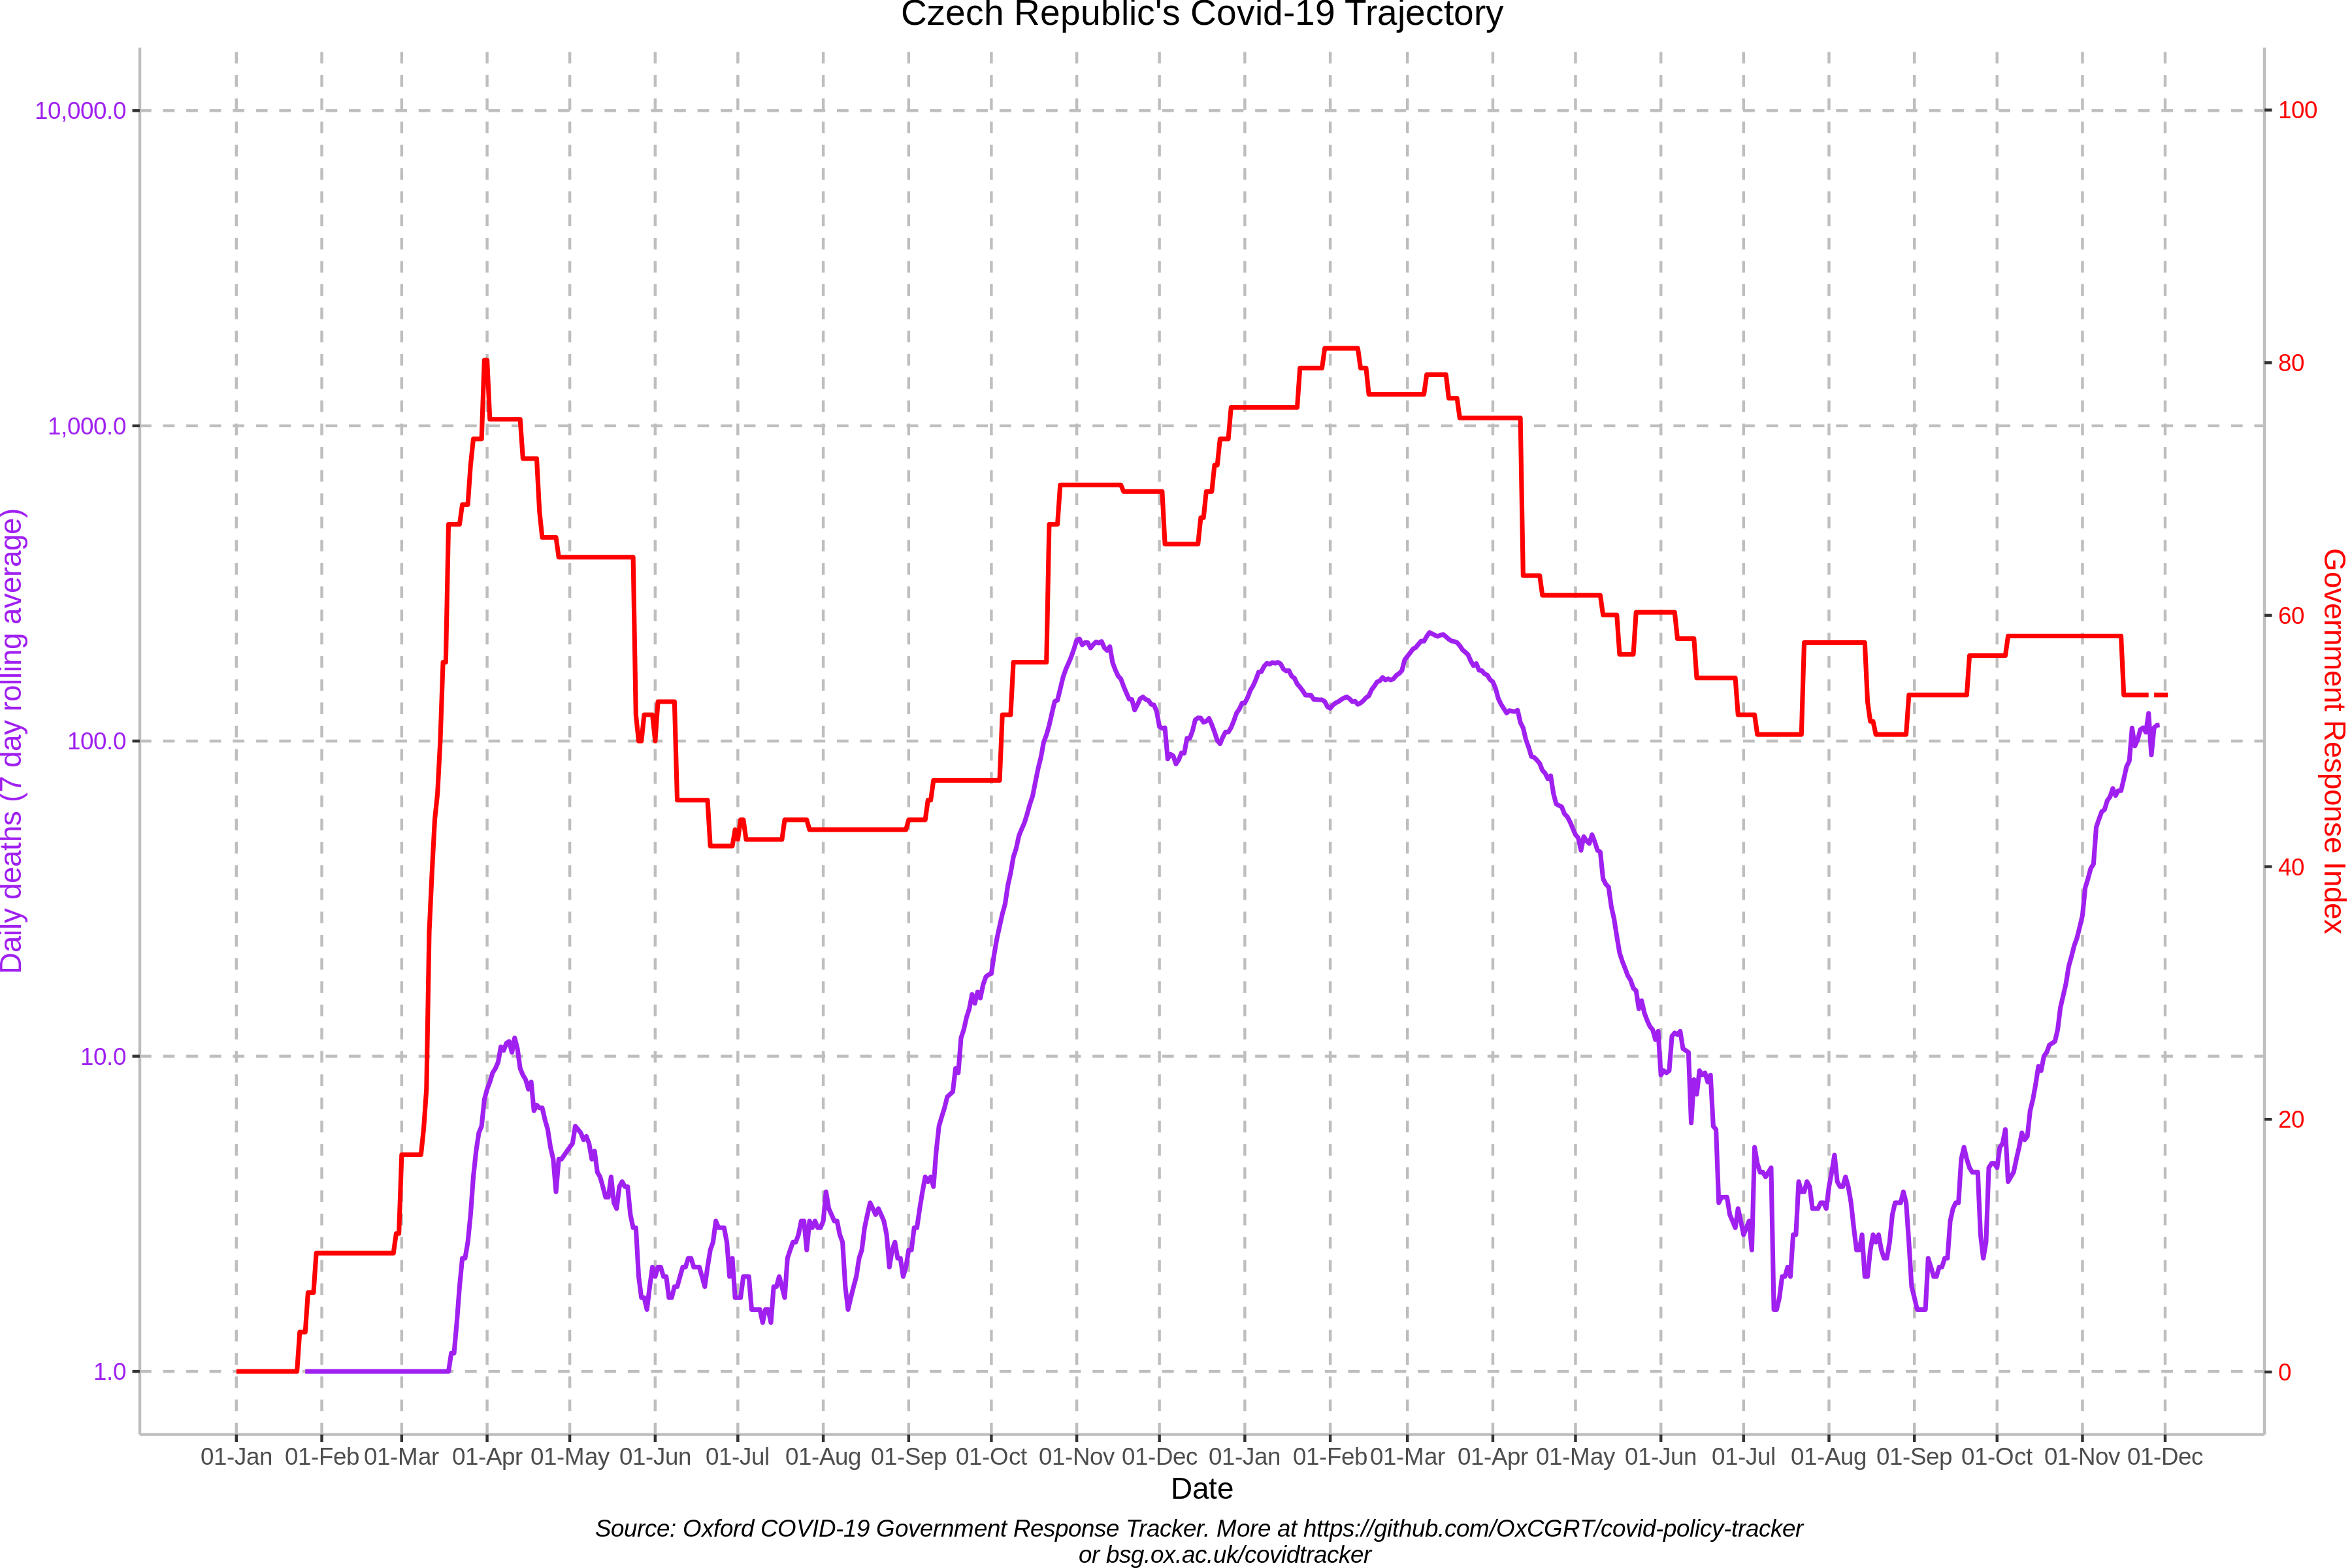 Czech Republic's Covid-19 Trajectory
10,000.0
1,000.0
100.0
10.0
1.0
Daily deaths (7 day rolling average)
100
80
60
40
20
0
Government Response Index
01-Jan 01-Feb 01-Mar 01-Apr 01-May 01-Jun 01-Jul 01-Aug 01-Sep 01-Oct 01-Nov 01-Dec 01-Jan 01-Feb 01-Mar 01-Apr 01-May 01-Jun 01-Jul 01-Aug 01-Sep 01-Oct 01-Nov 01-Dec
Date
Source: Oxford COVID-19 Government Response Tracker. More at https://github.com/OxCGRT/covid-policy-tracker
or bsg.ox.ac.uk/covidtracker